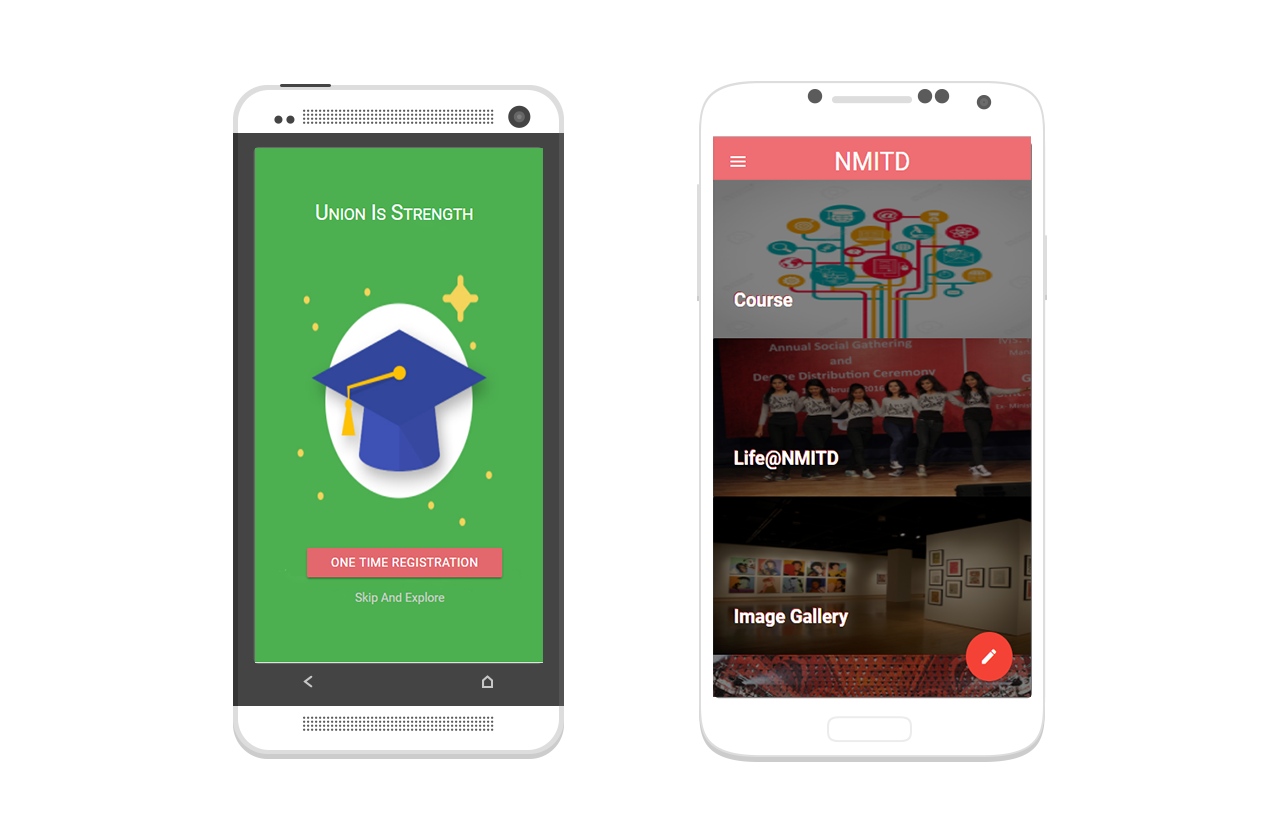 Union Is Strength
ONE TIME REGISTRATION
Skip And Explore
NMITD
Course
Annual Social Gathering
and
Degree Distribution Ceremony
Life@NMITD
Image Gallery